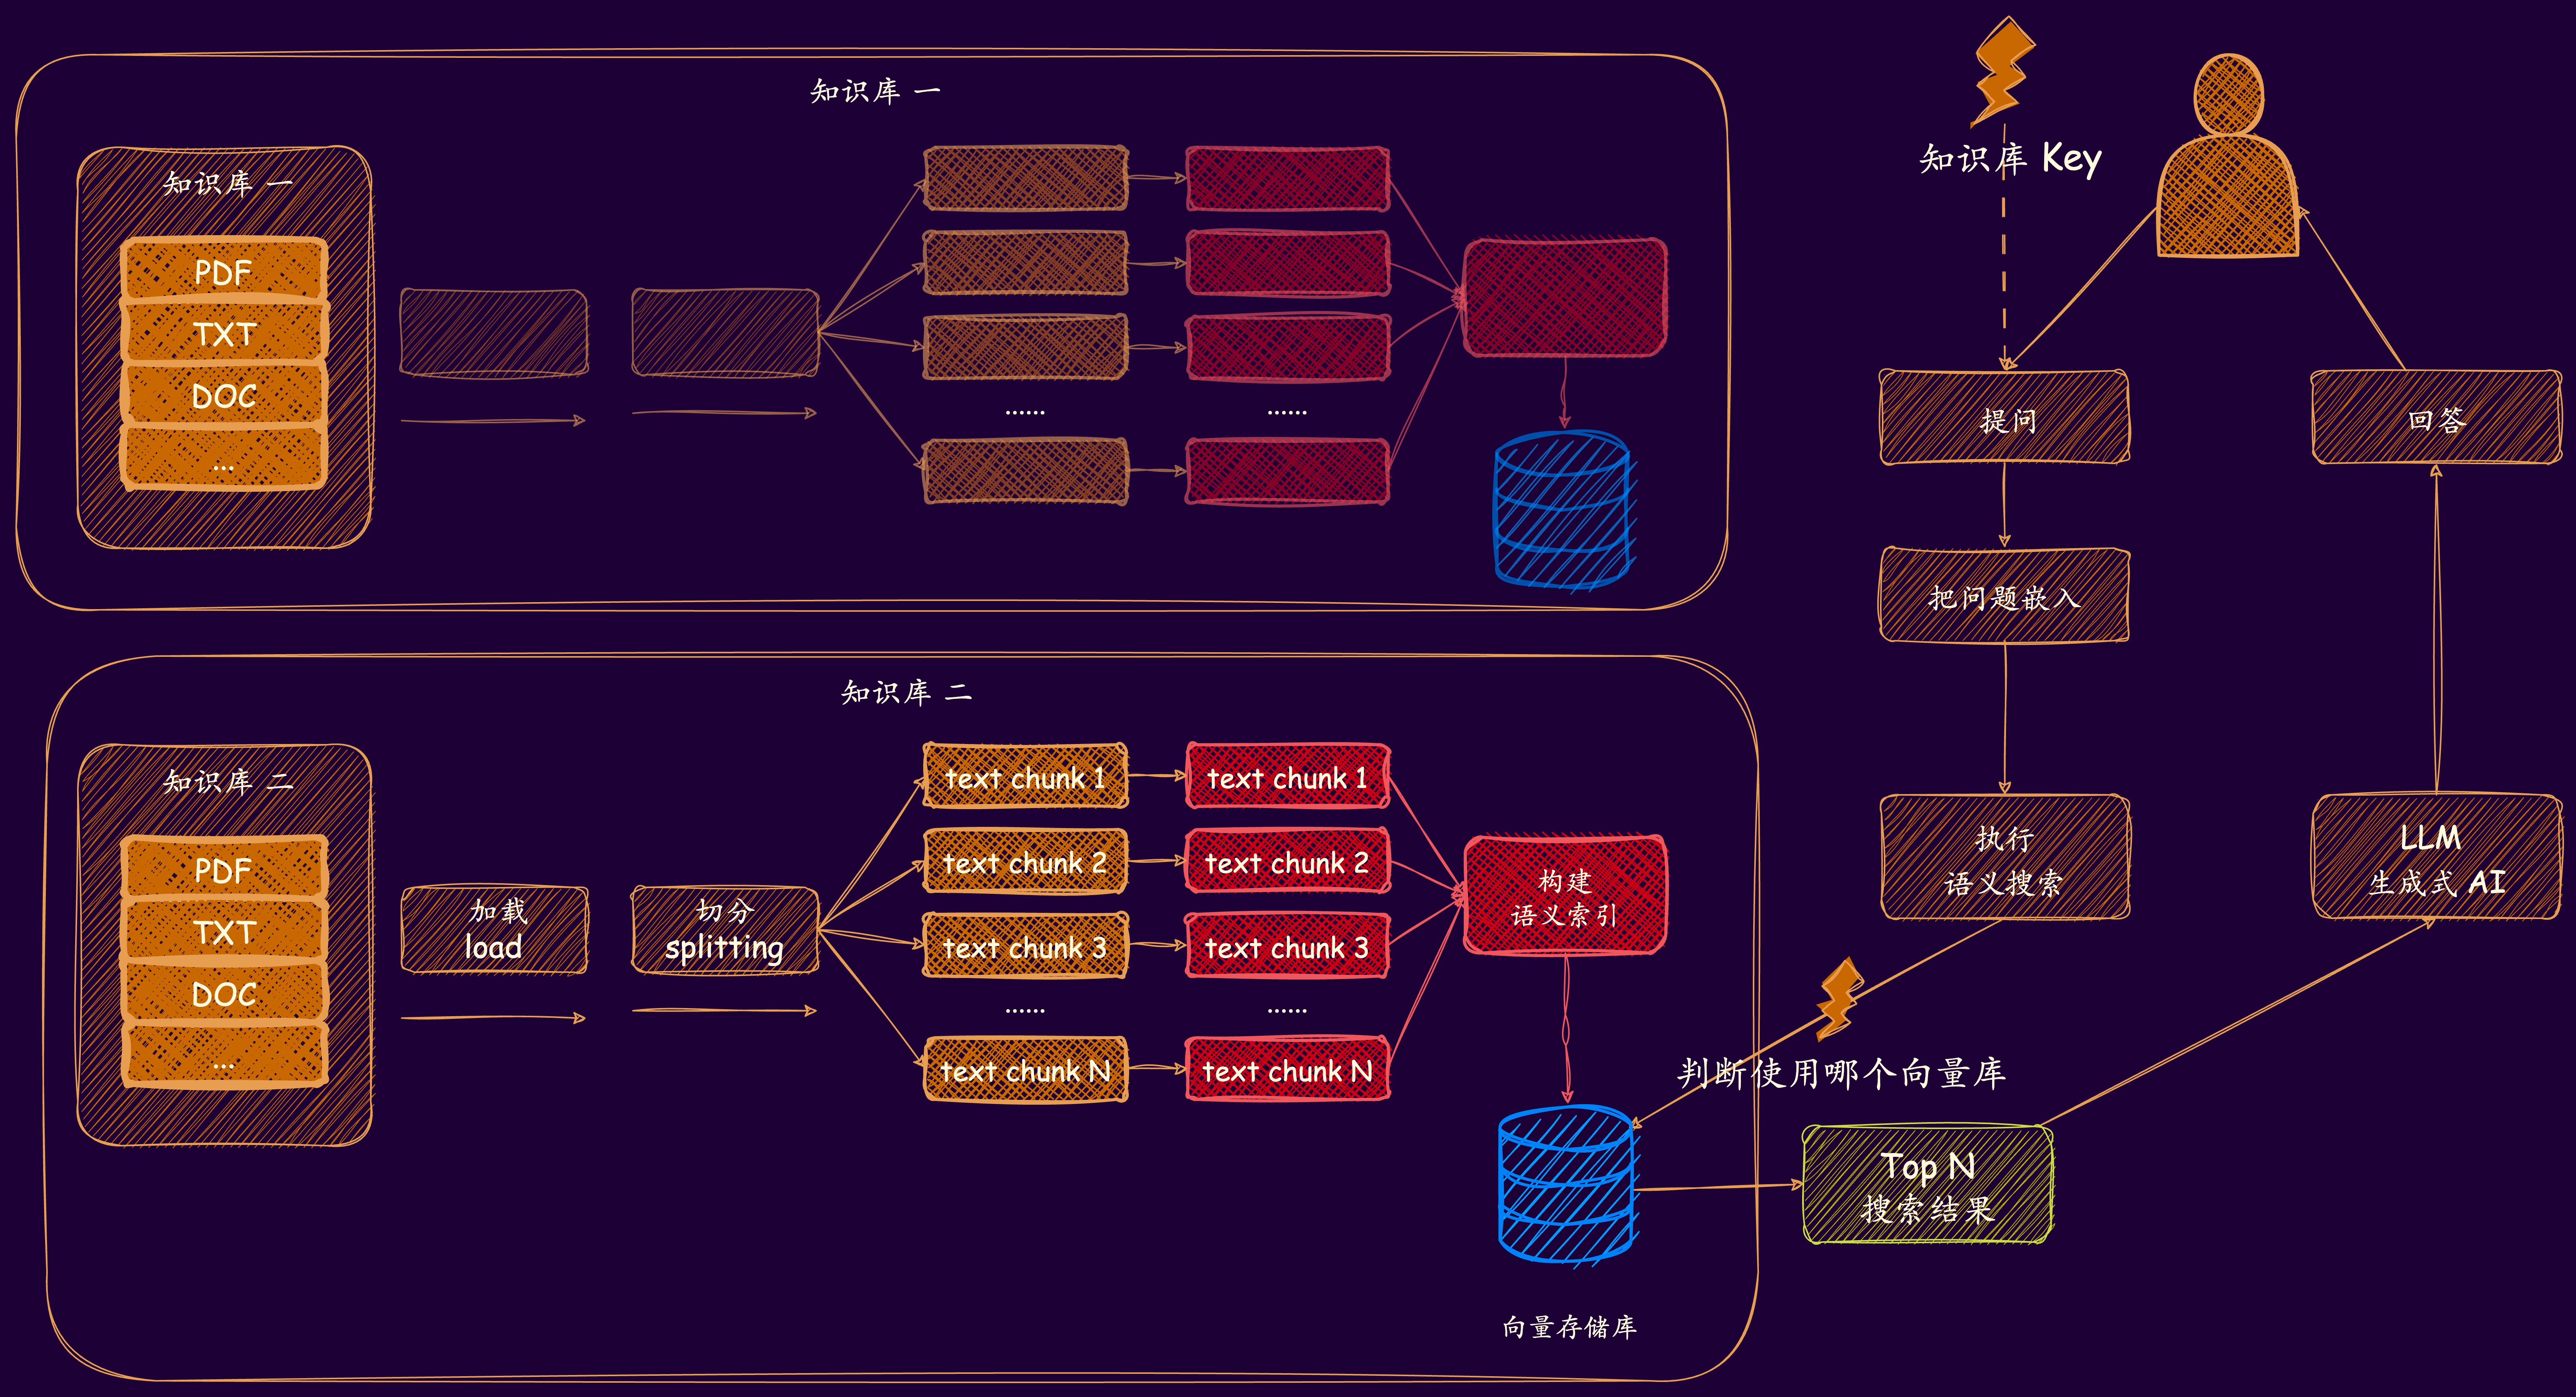 知识库 一
知识库 一
PDF
TXT
DOC
...
......
......
知识库 Key
提问
回答
把问题嵌入
知识库 二
知识库 二
PDF
TXT
DOC
...
加载
load
切分
splitting
text chunk 1
text chunk 2
text chunk 3
......
text chunk N
text chunk 1
text chunk 2
text chunk 3
......
text chunk N
构建
语义索引
向量存储库
执行
语义搜索
判断使用哪个向量库
Top N
搜索结果
LLM
生成式 AI